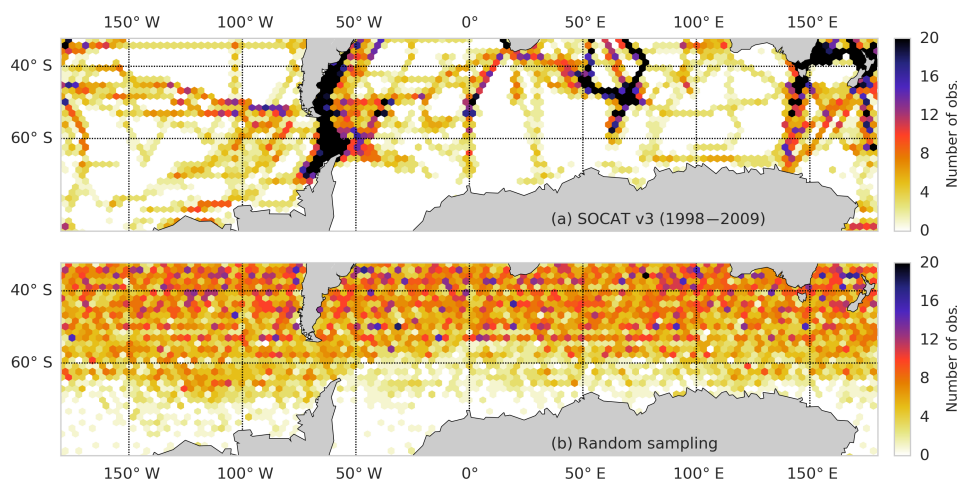 150° W 100° W 50° W 0° 50° E 100° E 150° E
40° S
60° S
(a) SOCAT v3 (1998−2009)
20
16
12
8
4
0
Number of obs.
40° S
60° S
(b) Random sampling
150° W 100° W 50° W 0° 50° E 100° E 150° E
20
16
12
8
4
0
Number of obs.